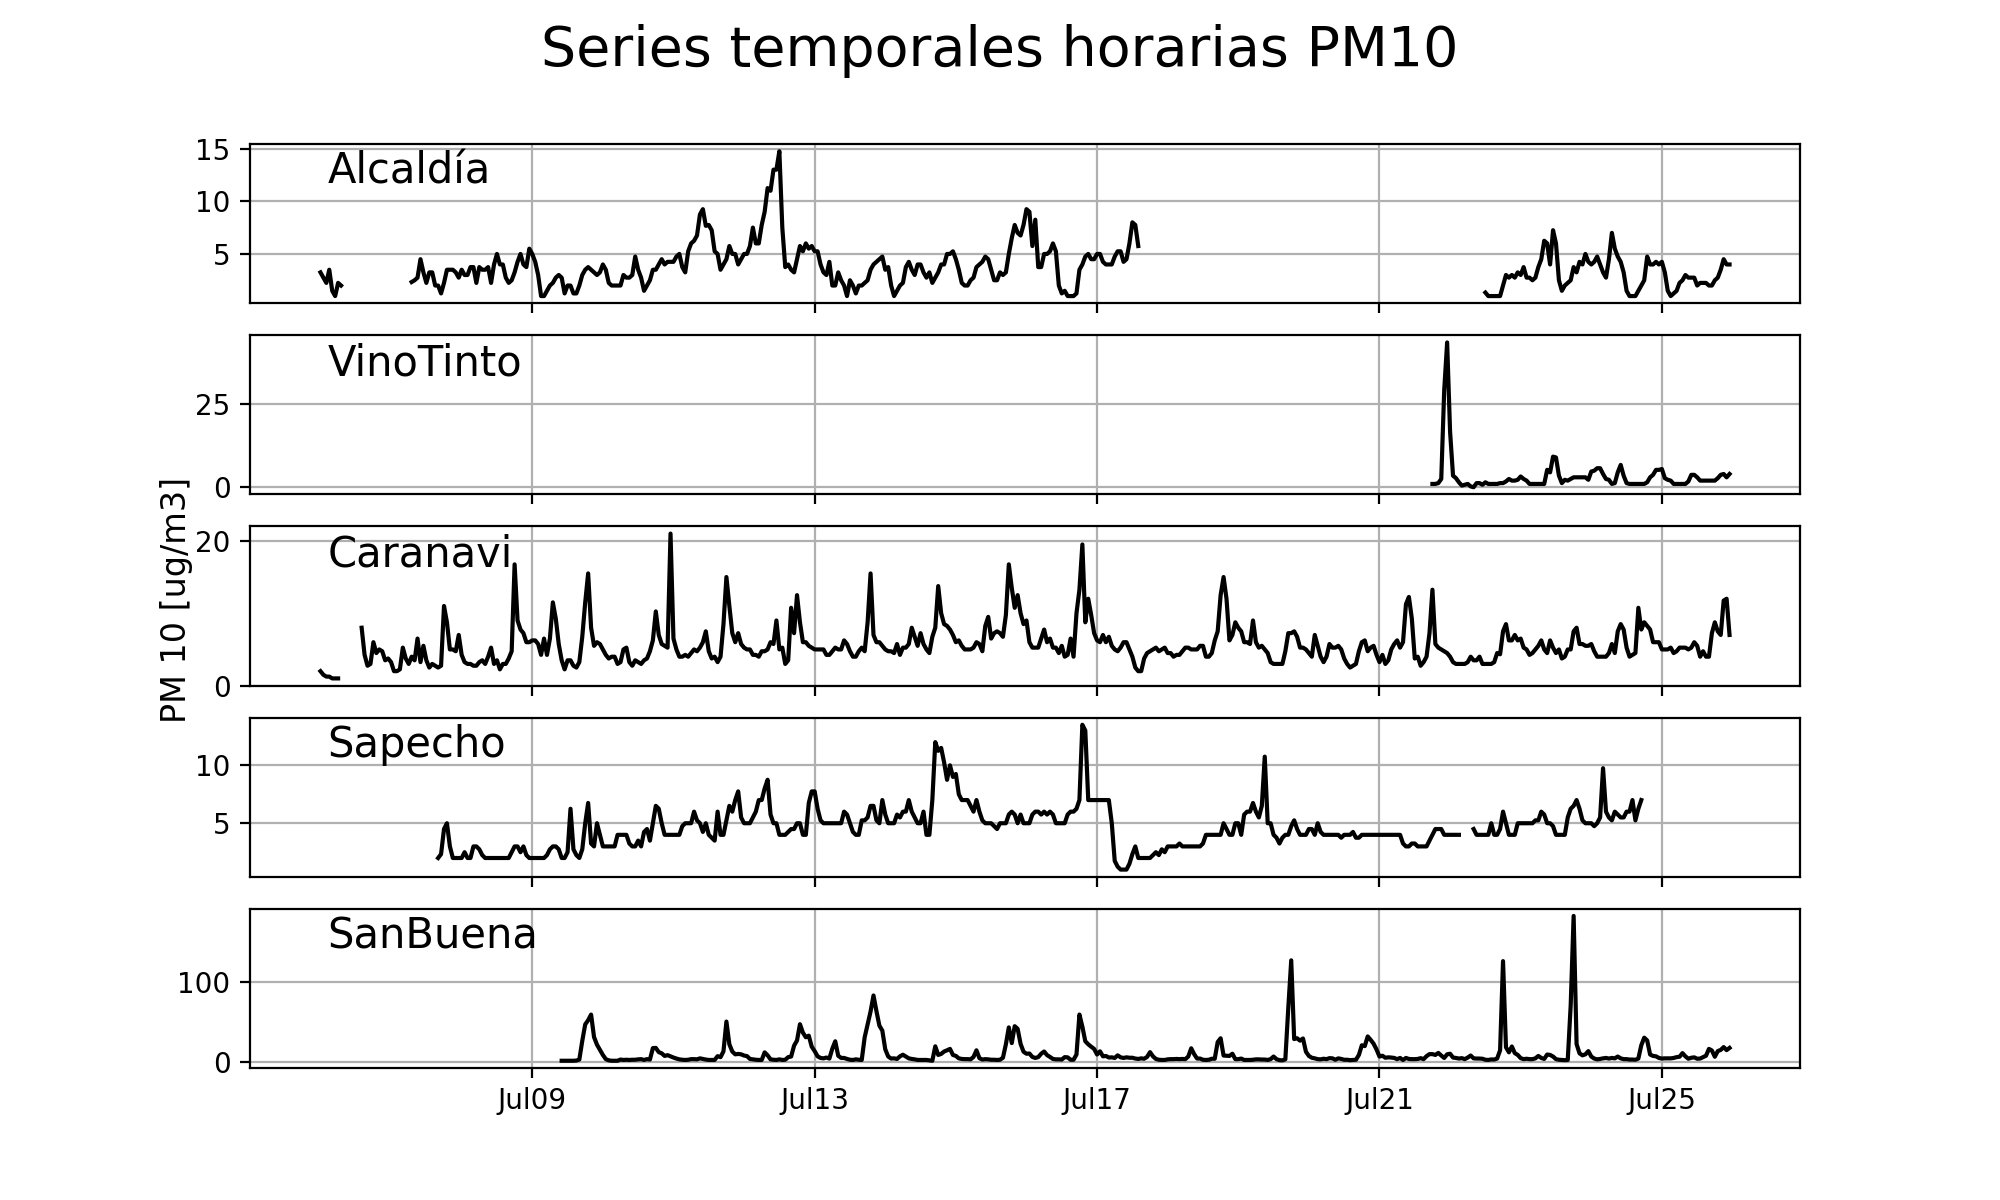 Series temporales horarias PM10
15
Alcaldía
10
5
VinoTinto
25
0
PM 10 [ug/m3]
20
Caranavi
0
Sapecho
10
5
SanBuena
100
0
Jul09 Jul13 Jul17 Jul21 Jul25